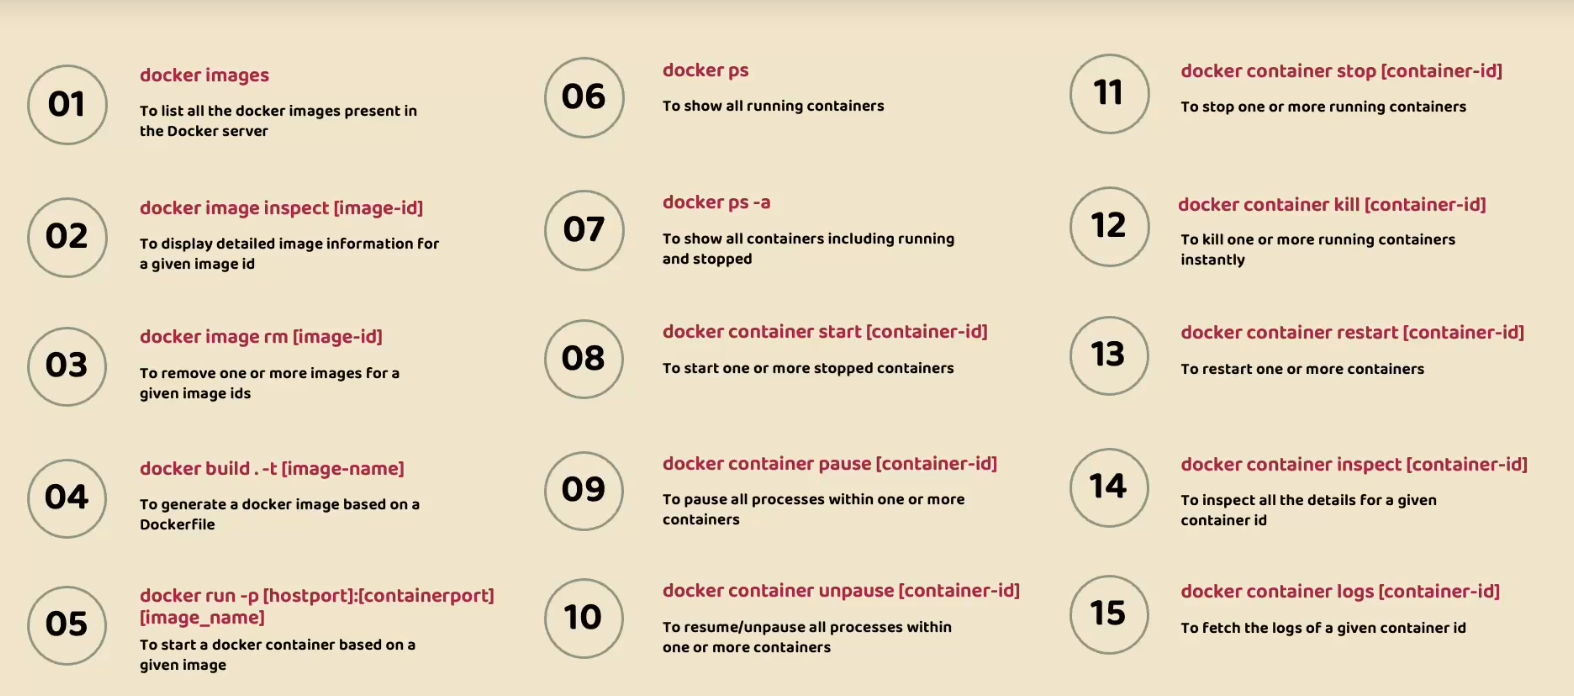 01
docker images
To list all the docker images present in
the Docker server
02
docker image inspect [image-id]
To display detailed image information for
a given image id
03
docker image rm [image-id]
To remove one or more images for a
given image ids
04
docker build . -t [image-name]
To generate a docker image based on a
Dockerfile
05
docker run -p [hostport]:[containerport]
[image_name]
To start a docker container based on a
given image
06
docker ps
To show all running containers
07
docker ps -a
To show all containers including running
and stopped
08
docker container start [container-id]
To start one or more stopped containers
09
docker container pause [container-id]
To pause all processes within one or more
containers
10
docker container unpause [container-id]
To resume/unpause all processes within
one or more containers
11
docker container stop [container-id]
To stop one or more running containers
12
docker container kill [container-id]
To kill one or more running containers
instantly
13
docker container restart [container-id]
To restart one or more containers
14
docker container inspect [container-id]
To inspect all the details for a given
container id
15
docker container logs [container-id]
To fetch the logs of a given container id